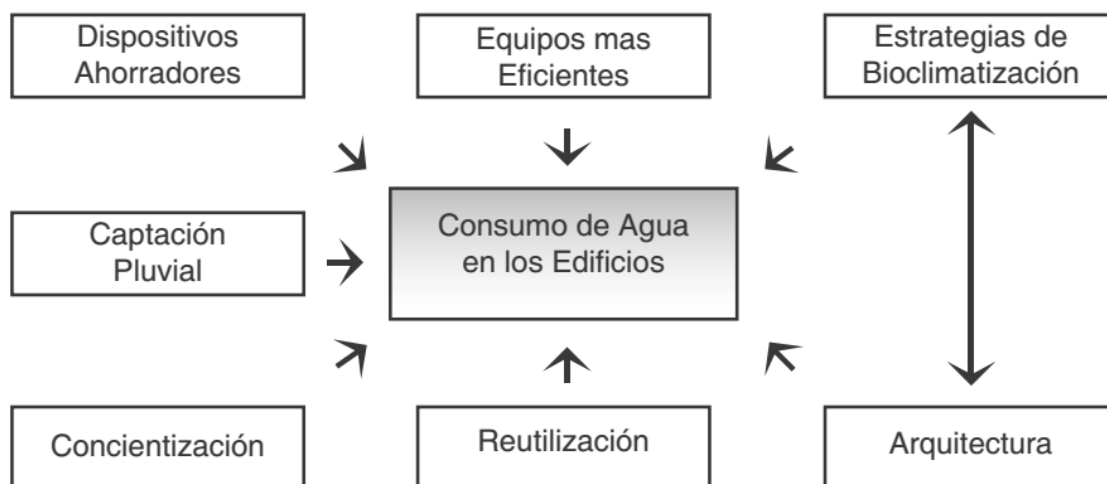 Dispositivos
Ahorradores
Equipos mas
Eficientes
Estrategias de
Bioclimatización
Captación
Pluvial
Consumo de Agua
en los Edificios
Concientización
Reutilización
Arquitectura